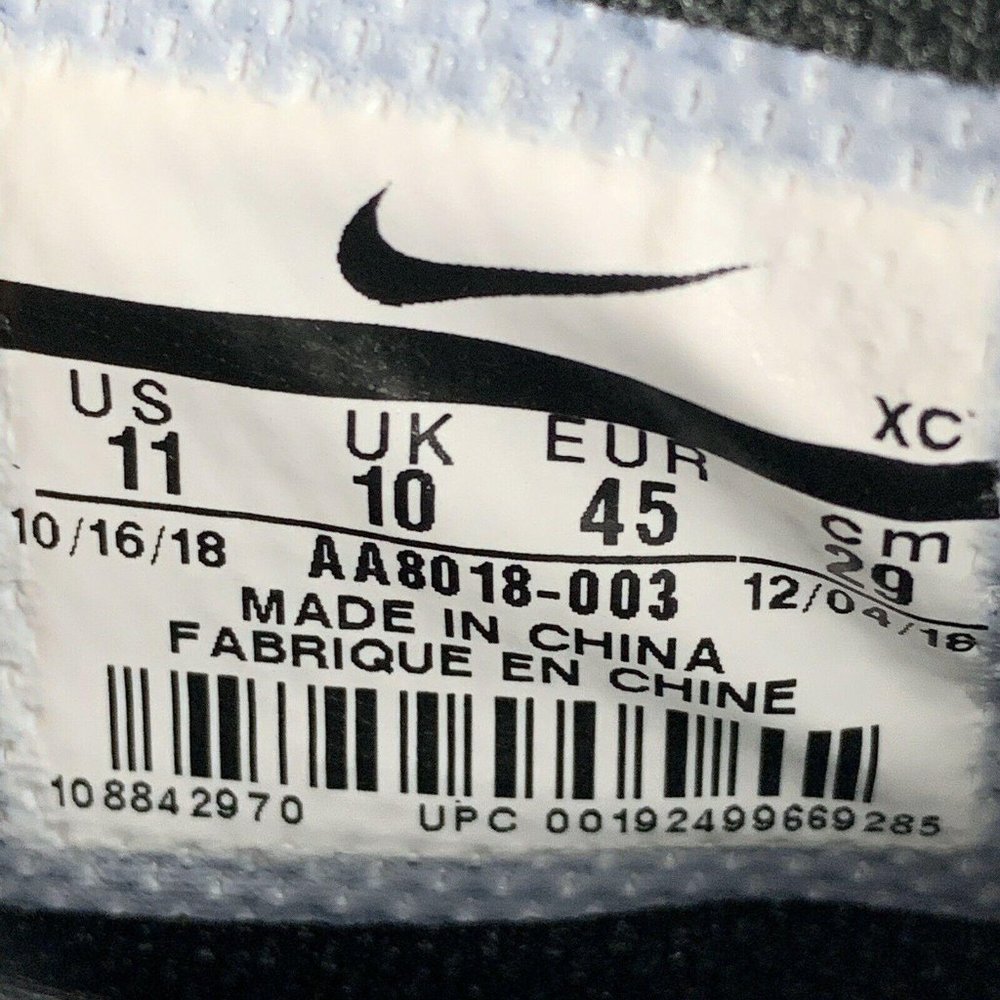 XC
US UK EUR cm
11 10 45 29
10/16/18 AA8018-003 12/04/18
MADE IN CHINA
FABRIQUE EN CHINE
108842970 UPC 00192499669285